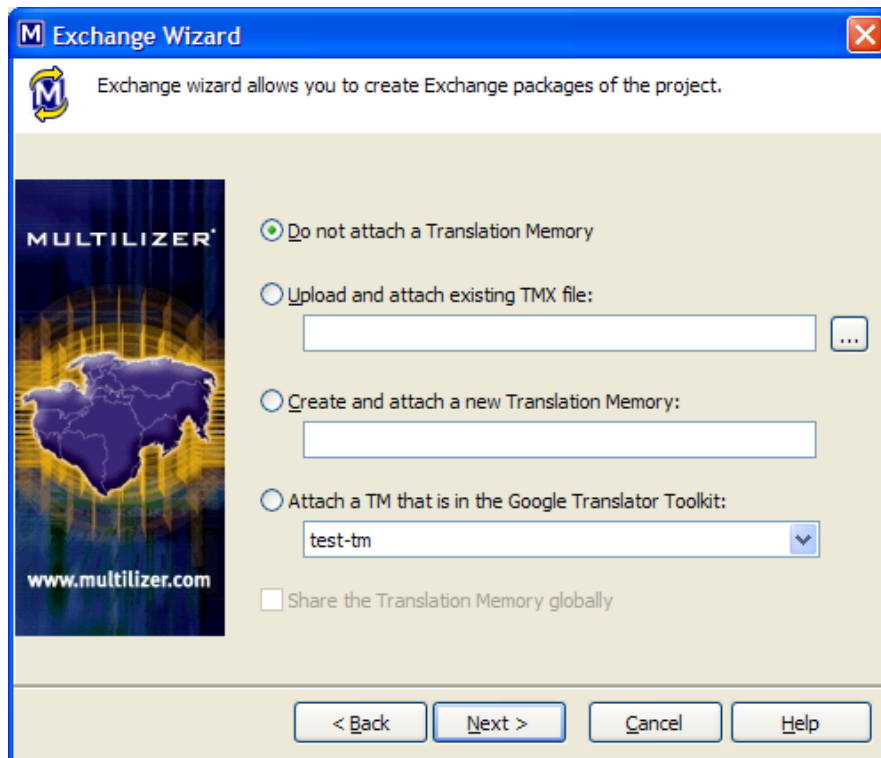 M Exchange Wizard
M Exchange wizard allows you to create Exchange packages of the project.
MULTILIZER
www.multilizer.com
Do not attach a Translation Memory
Upload and attach existing TMX file:
...
Create and attach a new Translation Memory:
Attach a TM that is in the Google Translator Toolkit:
test-tm
Share the Translation Memory globally
< Back Next > Cancel Help